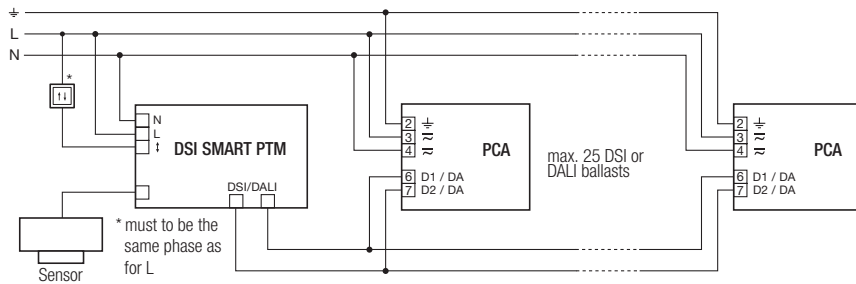 L
N
*
N
L
DSI SMART PTM
DSI/DALI
* must to be the
same phase as
for L
Sensor
2
3
4
PCA
6 D1 / DA
7 D2 / DA
max. 25 DSI or
DALI ballasts
2
3
4
PCA
6 D1 / DA
7 D2 / DA